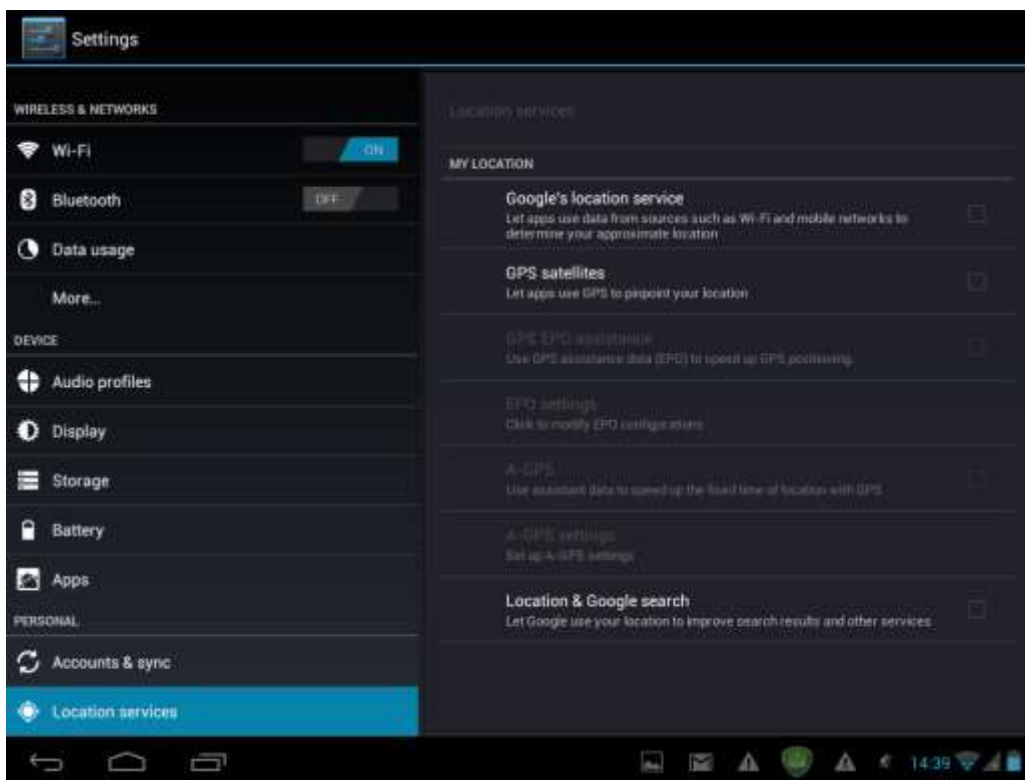 Settings
WIRELESS & NETWORKS
Wi-Fi
ON
Bluetooth
OFF
Data usage
More...
DEVICE
Audio profiles
Display
Storage
Battery
Apps
PERSONAL
Accounts & sync
Location services
Location services
MY LOCATION
Google's location service
Let apps use data from sources such as Wi-Fi and mobile networks to
determine your approximate location
GPS satellites
Let apps use GPS to pinpoint your location
GPS EPO assistance
Use GPS assistance data (EPO) to speed up GPS positioning
EPO settings
Click to modify EPO configurations
A-GPS
Use assistant data to speed up the fixed time of location with GPS
A-GPS settings
Set up A-GPS settings
Location & Google search
Let Google use your location to improve search results and other services
14:39